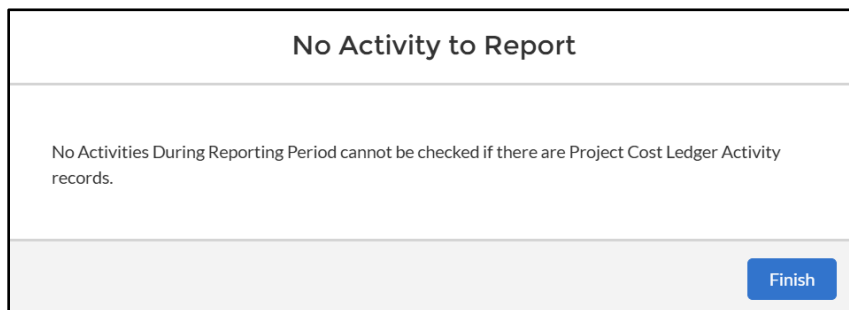 No Activity to Report
No Activities During Reporting Period cannot be checked if there are Project Cost Ledger Activity
records.
Finish